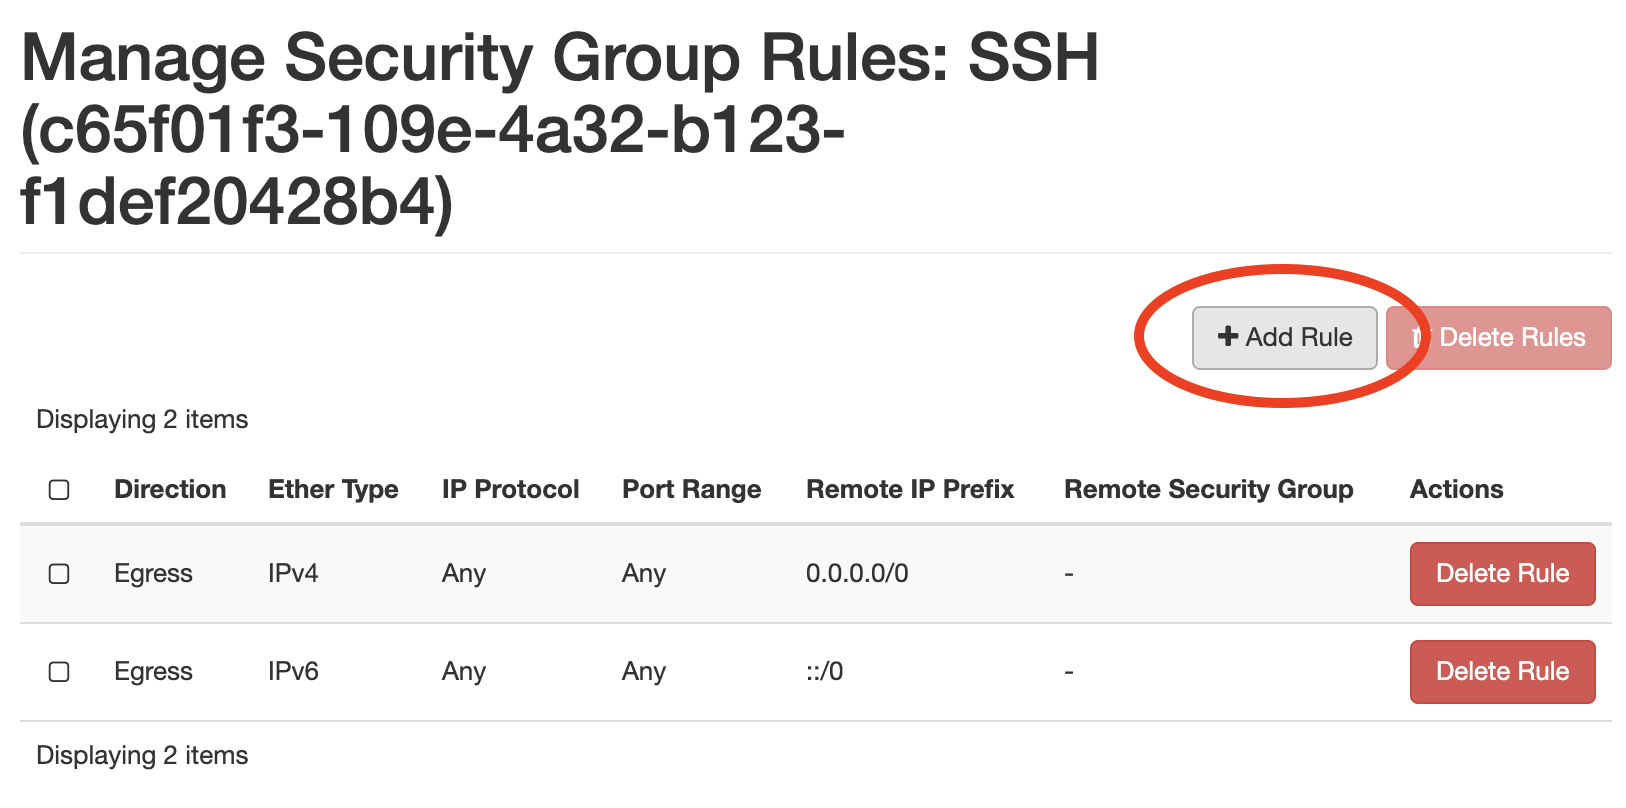 Manage Security Group Rules: SSH
(c65f01f3-109e-4a32-b123-
f1def20428b4)
Add Rule Delete Rules
Displaying 2 items
Direction Ether Type IP Protocol Port Range Remote IP Prefix Remote Security Group Actions
Egress IPv4 Any Any 0.0.0.0/0 - Delete Rule
Egress IPv6 Any Any ::/0 - Delete Rule
Displaying 2 items